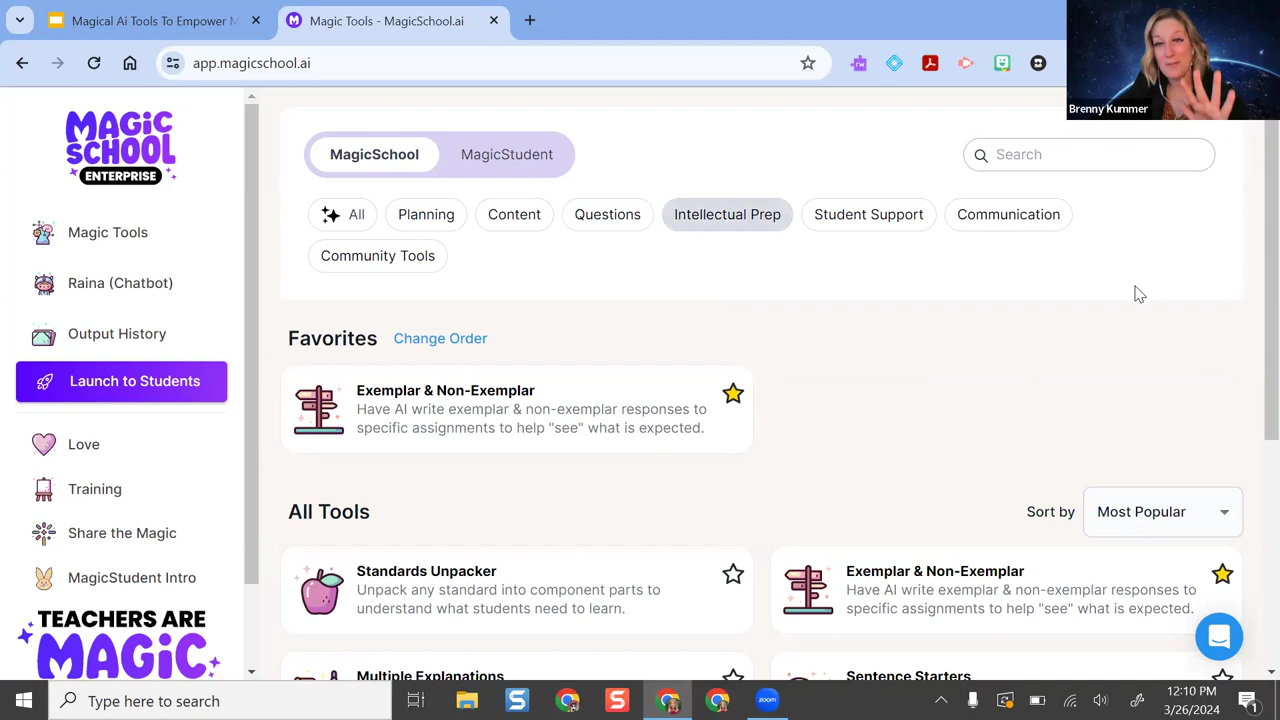 Magical Ai Tools To Empower M
Magic Tools - MagicSchool.ai
app.magicschool.ai
rw
Brenny Kummer
MAGIC
SCHOOL
ENTERPRISE
MagicSchool
MagicStudent
Search
All
Planning
Content
Questions
Intellectual Prep
Student Support
Communication
Community Tools
Magic Tools
Raina (Chatbot)
Output History
Launch to Students
Love
Training
Share the Magic
MagicStudent Intro
TEACHERS ARE
MAGIC
Favorites
Change Order
Exemplar & Non-Exemplar
Have AI write exemplar & non-exemplar responses to
specific assignments to help "see" what is expected.
All Tools
Sort by
Most Popular
Standards Unpacker
Unpack any standard into component parts to
understand what students need to learn.
Exemplar & Non-Exemplar
Have AI write exemplar & non-exemplar responses to
specific assignments to help "see" what is expected.
Multiple Explanations
Sentence Starters
Type here to search
S
S
zoom
12:10 PM
3/26/2024
1